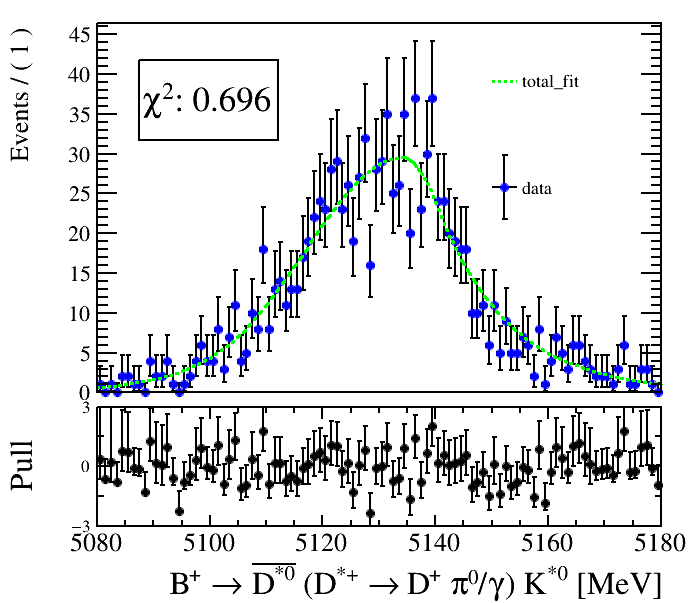 Events / ( 1 )
45
40
35
30
25
20
15
10
5
0
χ²: 0.696
total_fit
data
Pull
3
0
−3
5080 5100 5120 5140 5160 5180
B⁺ → D̅*⁰ (D*⁺ → D⁺ π⁰/γ) K*⁰ [MeV]